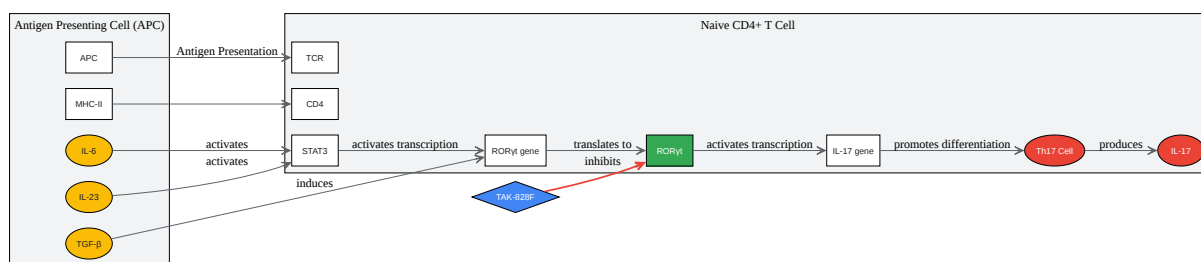 Antigen Presenting Cell (APC)
Naive CD4+ T Cell
APC
Antigen Presentation
TCR
MHC-II
CD4
IL-6
activates
STAT3
activates transcription
RORγt gene
translates to
RORγt
activates transcription
IL-17 gene
promotes differentiation
Th17 Cell
produces
IL-17
activates
inhibits
IL-23
induces
TAK-828F
TGF-β